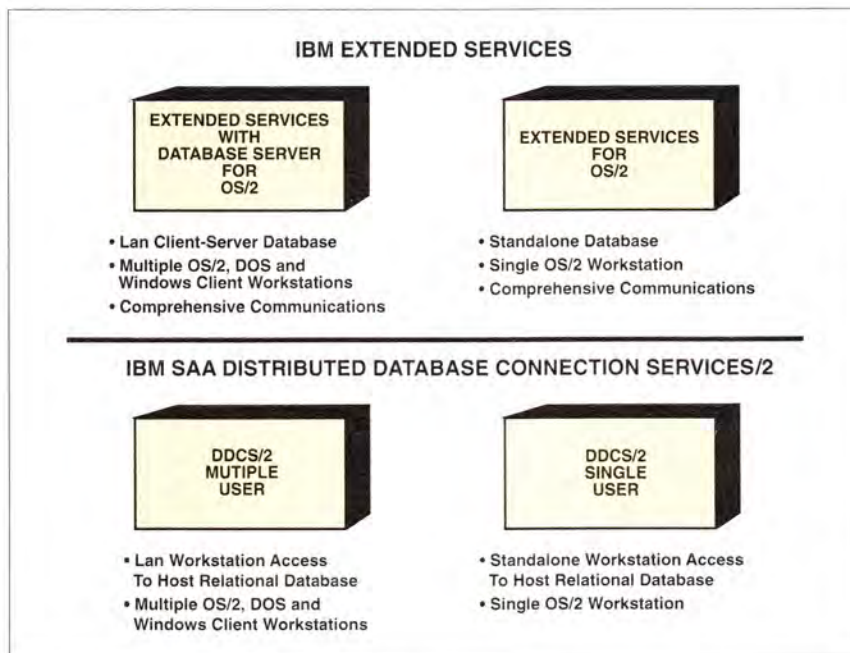 IBM EXTENDED SERVICES
EXTENDED SERVICES
WITH
DATABASE SERVER
FOR
OS/2
• Lan Client-Server Database
• Multiple OS/2, DOS and
Windows Client Workstations
• Comprehensive Communications
EXTENDED SERVICES
FOR
OS/2
• Standalone Database
• Single OS/2 Workstation
• Comprehensive Communications
IBM SAA DISTRIBUTED DATABASE CONNECTION SERVICES/2
DDCS/2
MUTIPLE
USER
• Lan Workstation Access
To Host Relational Database
• Multiple OS/2, DOS and
Windows Client Workstations
DDCS/2
SINGLE
USER
• Standalone Workstation Access
To Host Relational Database
• Single OS/2 Workstation